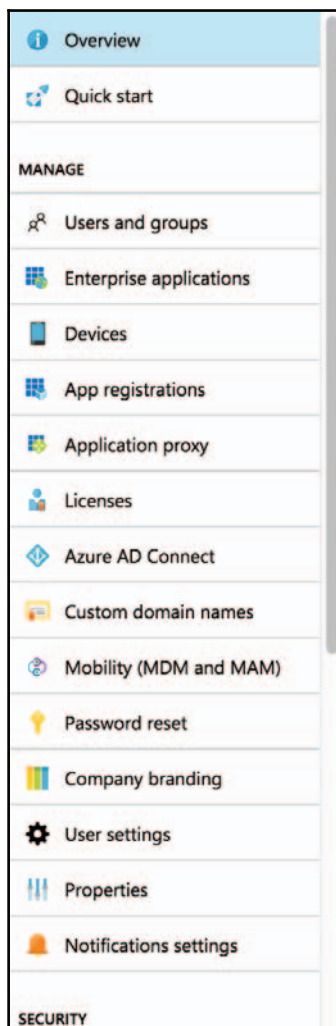 Overview
Quick start
MANAGE
Users and groups
Enterprise applications
Devices
App registrations
Application proxy
Licenses
Azure AD Connect
Custom domain names
Mobility (MDM and MAM)
Password reset
Company branding
User settings
Properties
Notifications settings
SECURITY